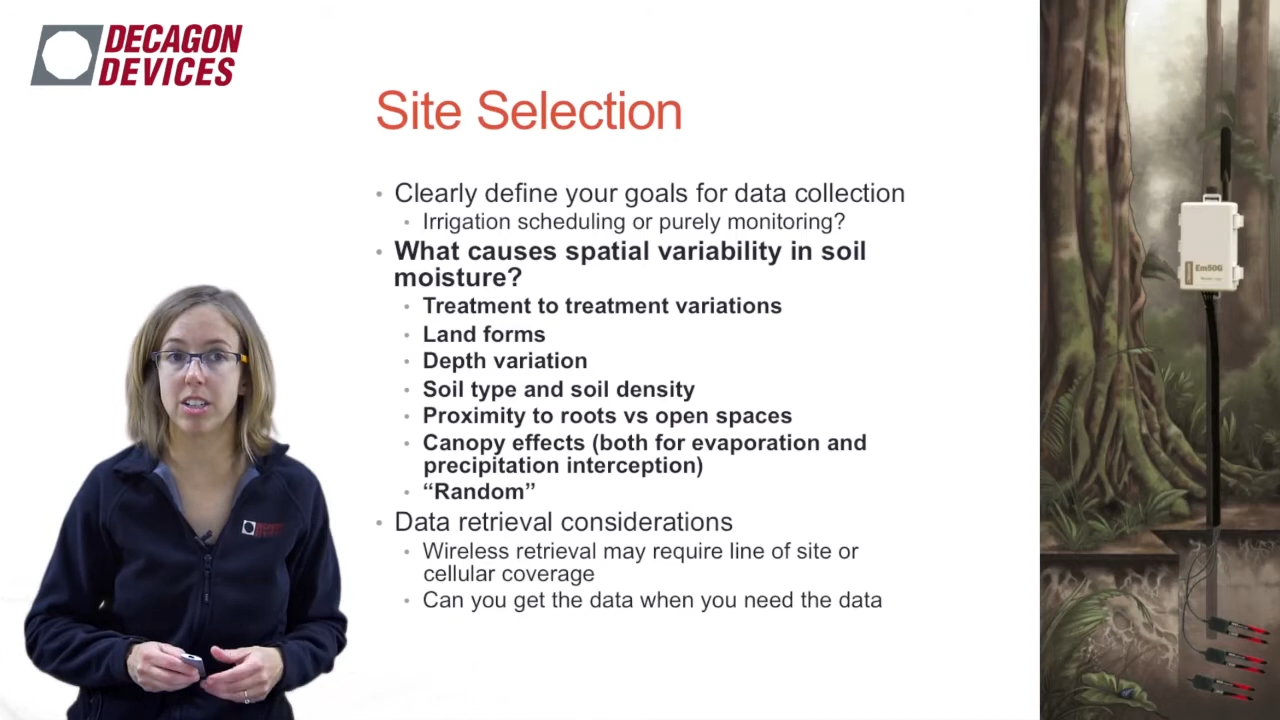 DECAGON
DEVICES
Site Selection
• Clearly define your goals for data collection
• Irrigation scheduling or purely monitoring?
• What causes spatial variability in soil
moisture?
• Treatment to treatment variations
• Land forms
• Depth variation
• Soil type and soil density
• Proximity to roots vs open spaces
• Canopy effects (both for evaporation and
precipitation interception)
• “Random”
• Data retrieval considerations
• Wireless retrieval may require line of site or
cellular coverage
• Can you get the data when you need the data
DECAGON
DEVICES
Em50G